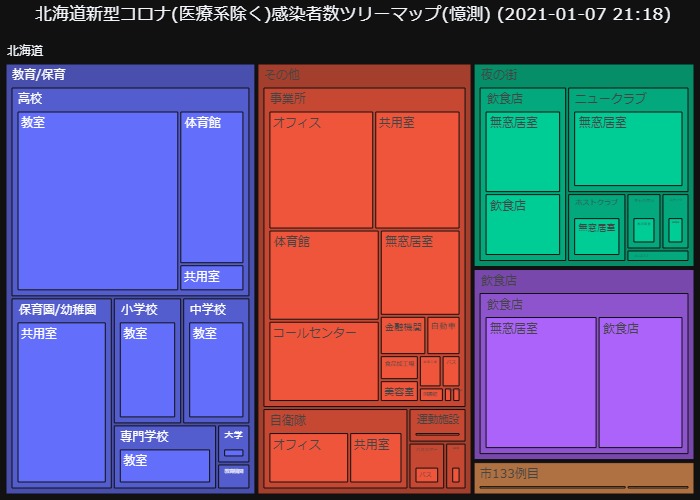 北海道新型コロナ(医療系除く)感染者数ツリーマップ(憶測) (2021-01-07 21:18)
北海道
教育/保育
高校
教室
体育館
共用室
保育園/幼稚園
共用室
小学校
教室
中学校
教室
専門学校
教室
大学
その他
事業所
オフィス
共用室
体育館
無窓居室
コールセンター
金融機関
自動車
食品加工場
バス
美容室
自衛隊
オフィス
共用室
運動施設
バス
夜の街
飲食店
無窓居室
飲食店
ニュークラブ
無窓居室
ホストクラブ
無窓居室
飲食店
飲食店
無窓居室
飲食店
市133例目